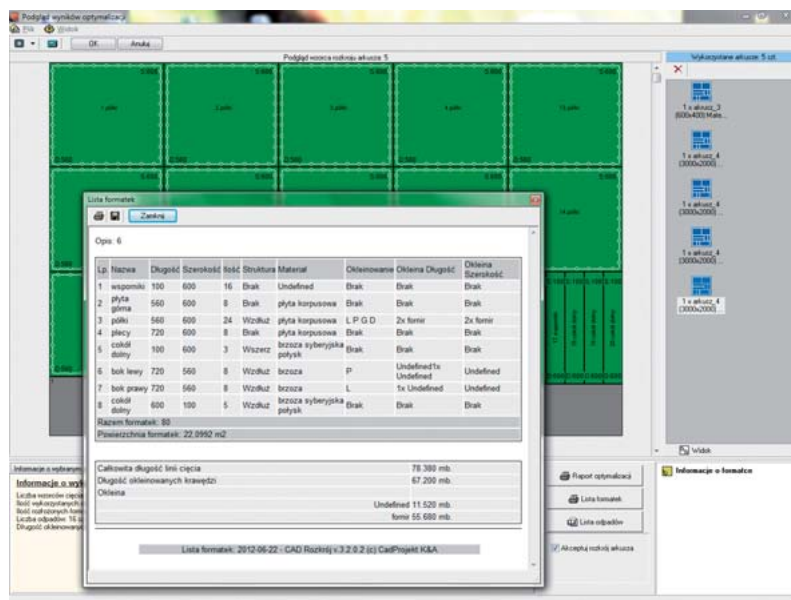 Podgląd wyników optymalizacji
Plik Widok
OK Anuluj
Podgląd wzorca rozkroju arkusza: 5
Wykorzystane arkusze: 5 szt.
1 x arkusz_3
(600x400) Mate...
1 x arkusz_4
(3000x2000) ...
1 x arkusz_4
(3000x2000) ...
1 x arkusz_4
(3000x2000) ...
1 x arkusz_4
(3000x2000) ...
Widok
Lista formatek
Zamknij
Opis: 6
Lp. Nazwa Długość Szerokość Ilość Struktura Materiał Okleinowanie Okleina Długość Okleina Szerokość
1 wsporniki 100 600 16 Brak Undefined Brak Brak Brak
2 płyta górna 560 600 8 Brak płyta korpusowa Brak Brak Brak
3 półki 560 600 24 Wzdłuż płyta korpusowa L P G D 2x fornir 2x fornir
4 plecy 720 600 8 Brak płyta korpusowa Brak Brak Brak
5 cokół dolny 100 600 3 Wszerz brzoza syberyjska połysk Brak Brak Brak
6 bok lewy 720 560 8 Wzdłuż brzoza P Undefined1x Undefined Undefined
7 bok prawy 720 560 8 Wzdłuż brzoza L 1x Undefined Undefined
8 cokół dolny 600 100 5 Wzdłuż brzoza syberyjska połysk Brak Brak Brak
Razem formatek: 80
Powierzchnia formatek: 22,0992 m2
Całkowita długość linii cięcia 78.380 mb.
Długość okleinowanych krawędzi 67.200 mb.
Okleina
Undefined 11.520 mb.
fornir 55.680 mb.
Lista formatek: 2012-06-22 - CAD Rozkrój v.3.2.0.2 (c) CadProjekt K&A
Informacje o wybranym
Informacje o wyb
Liczba wzorców cięcia
Raport optymalizacji
Lista formatek
Lista odpadów
Akceptuj rozkrój arkusza
Informacje o formatce